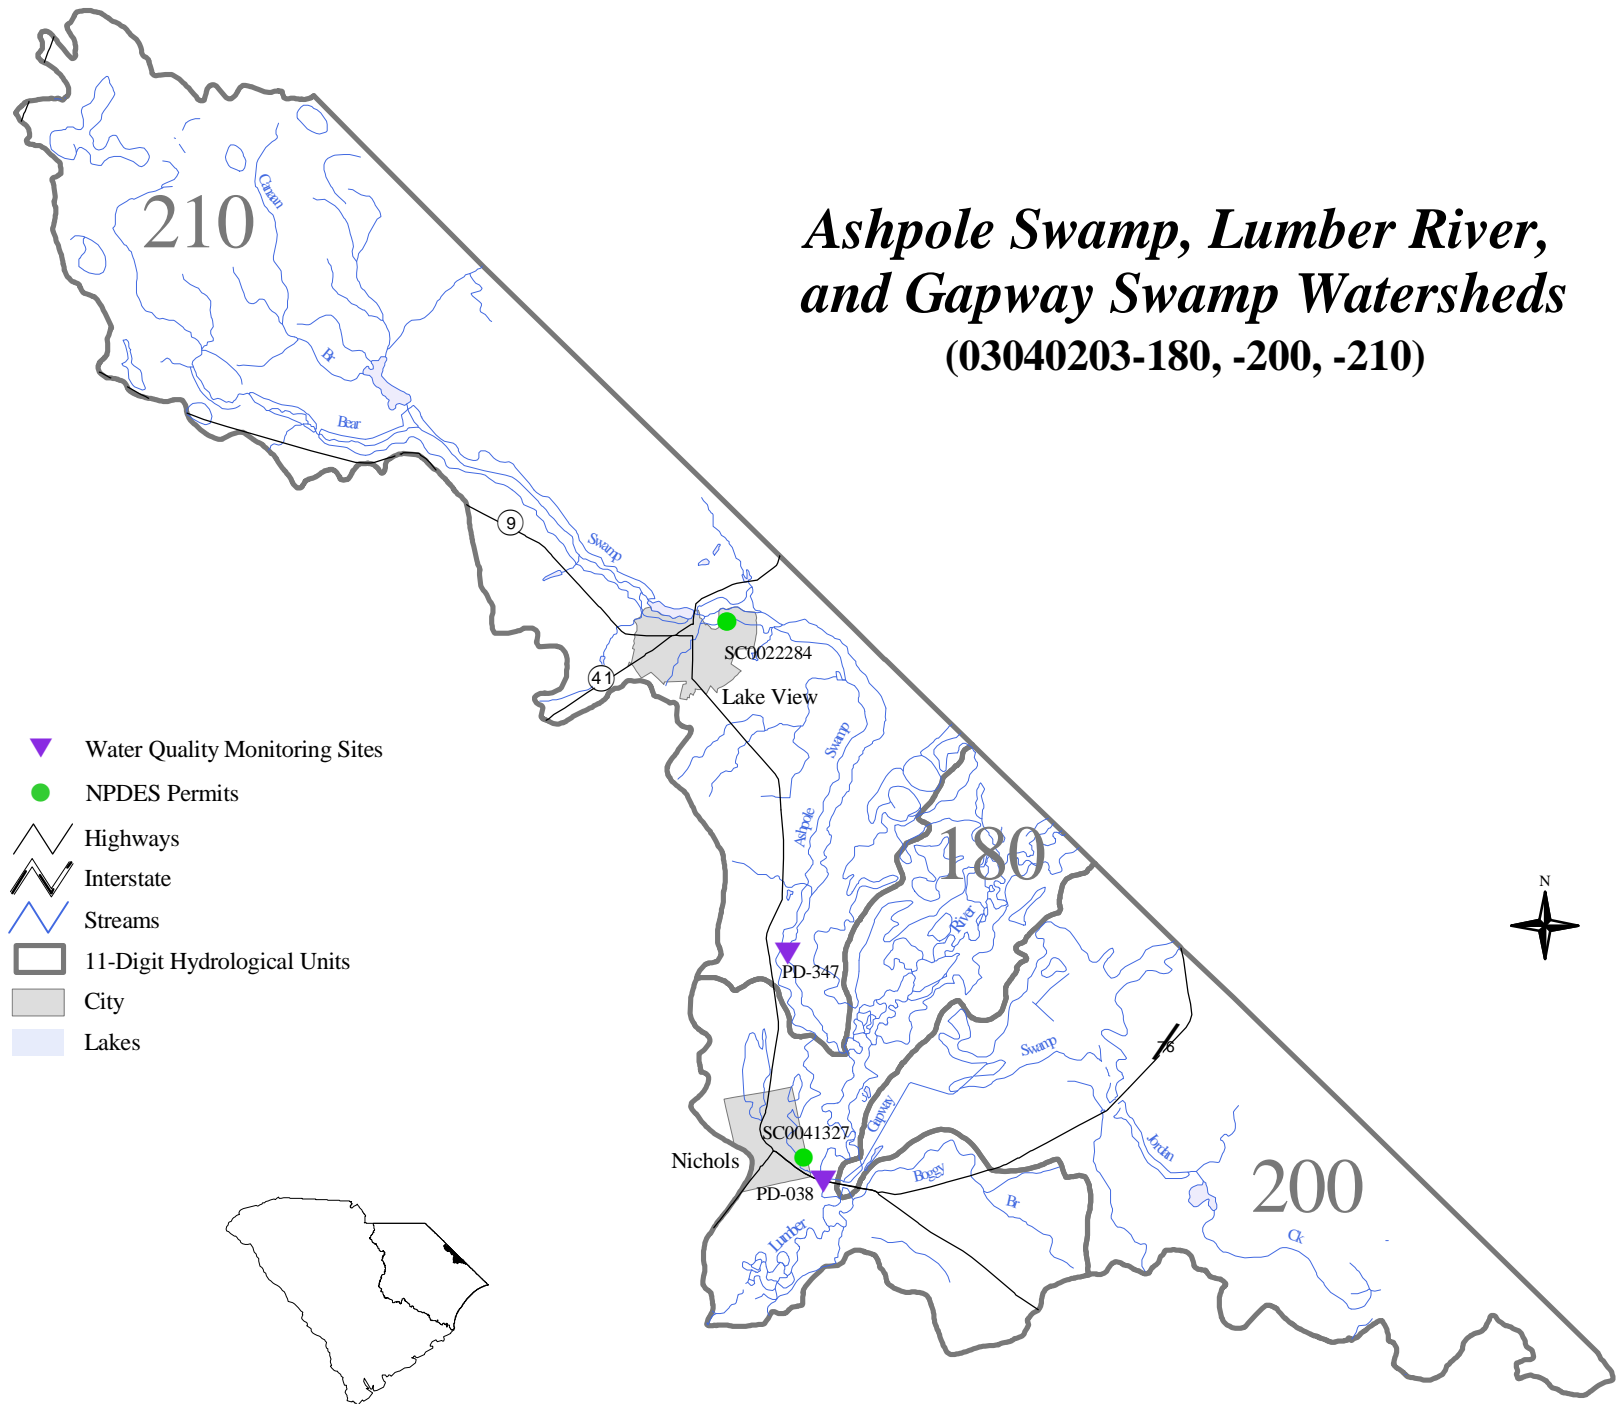 Ashpole Swamp, Lumber River,
and Gapway Swamp Watersheds
(03040203-180, -200, -210)
210
Canaan
Br
Bear
9
Swamp
SC0022284
41
Lake View
Swamp
Ashpole
180
River
PD-347
Water Quality Monitoring Sites
NPDES Permits
Highways
Interstate
Streams
11-Digit Hydrological Units
City
Lakes
N
Swamp
76
Gapway
SC0041327
Nichols
PD-038
Boggy
Br
Jordan
200
Ck
Lumber